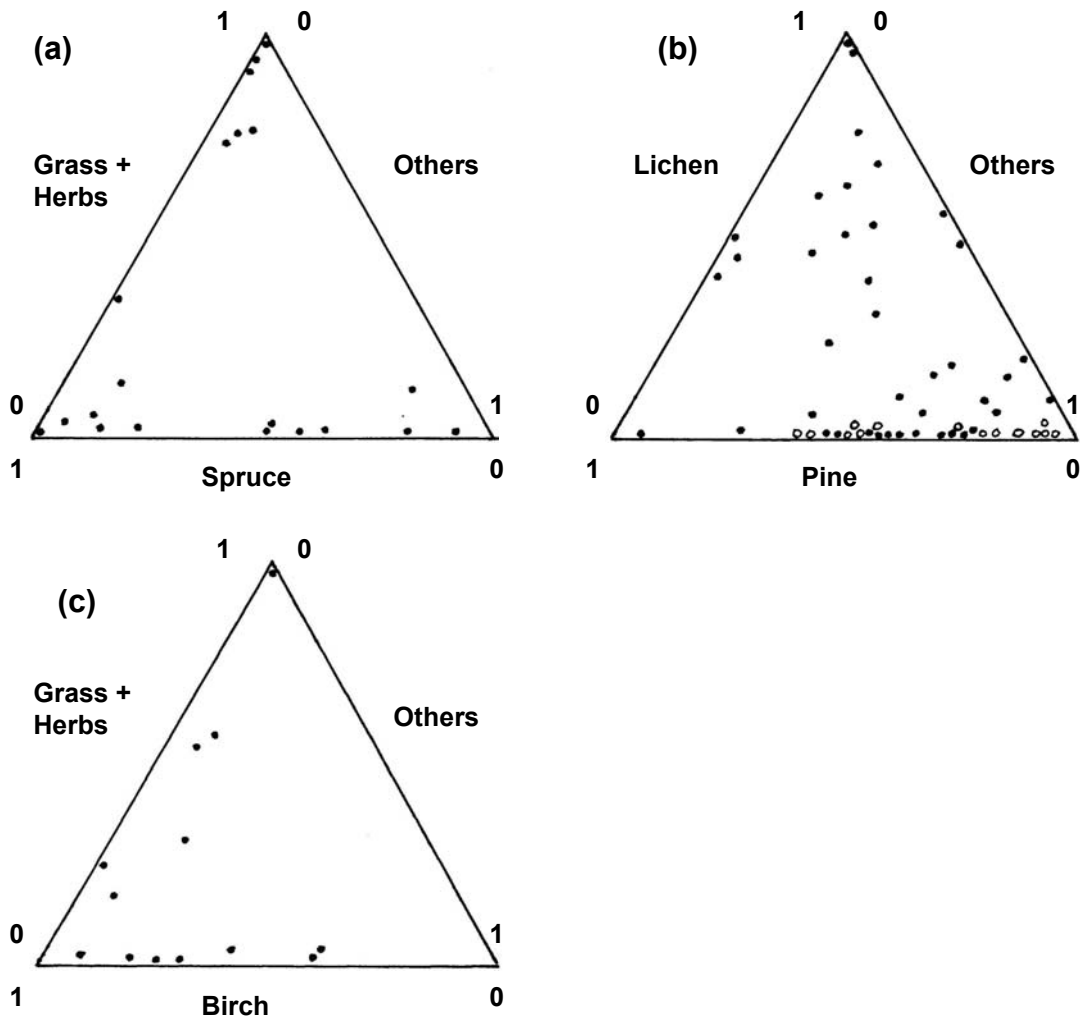 1 0
(a)
Grass +
Herbs
Others
0 1
1 0
Spruce
1 0
(b)
Lichen
Others
0 1
1 0
Pine
1 0
(c)
Grass +
Herbs
Others
0 1
1 0
Birch